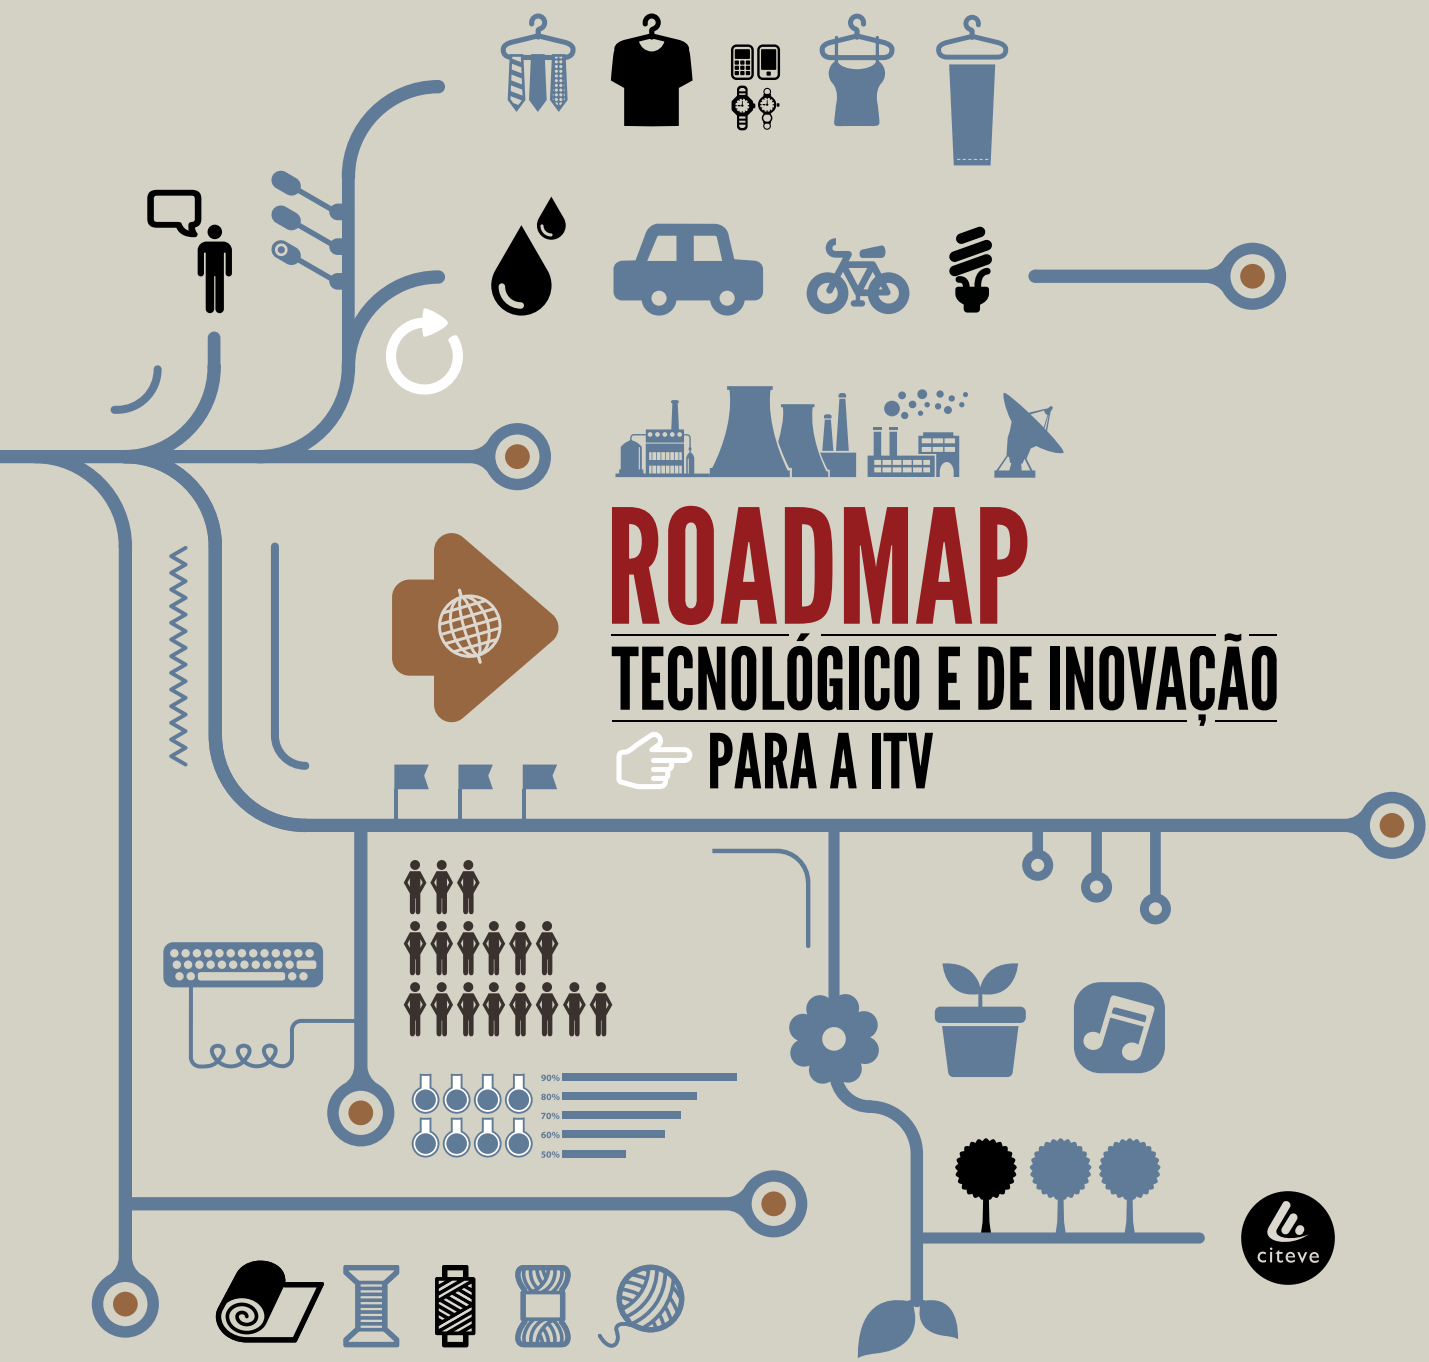 ROADMAP
TECNOLÓGICO E DE INOVAÇÃO
PARA A ITV
90%
80%
70%
60%
50%
citeve